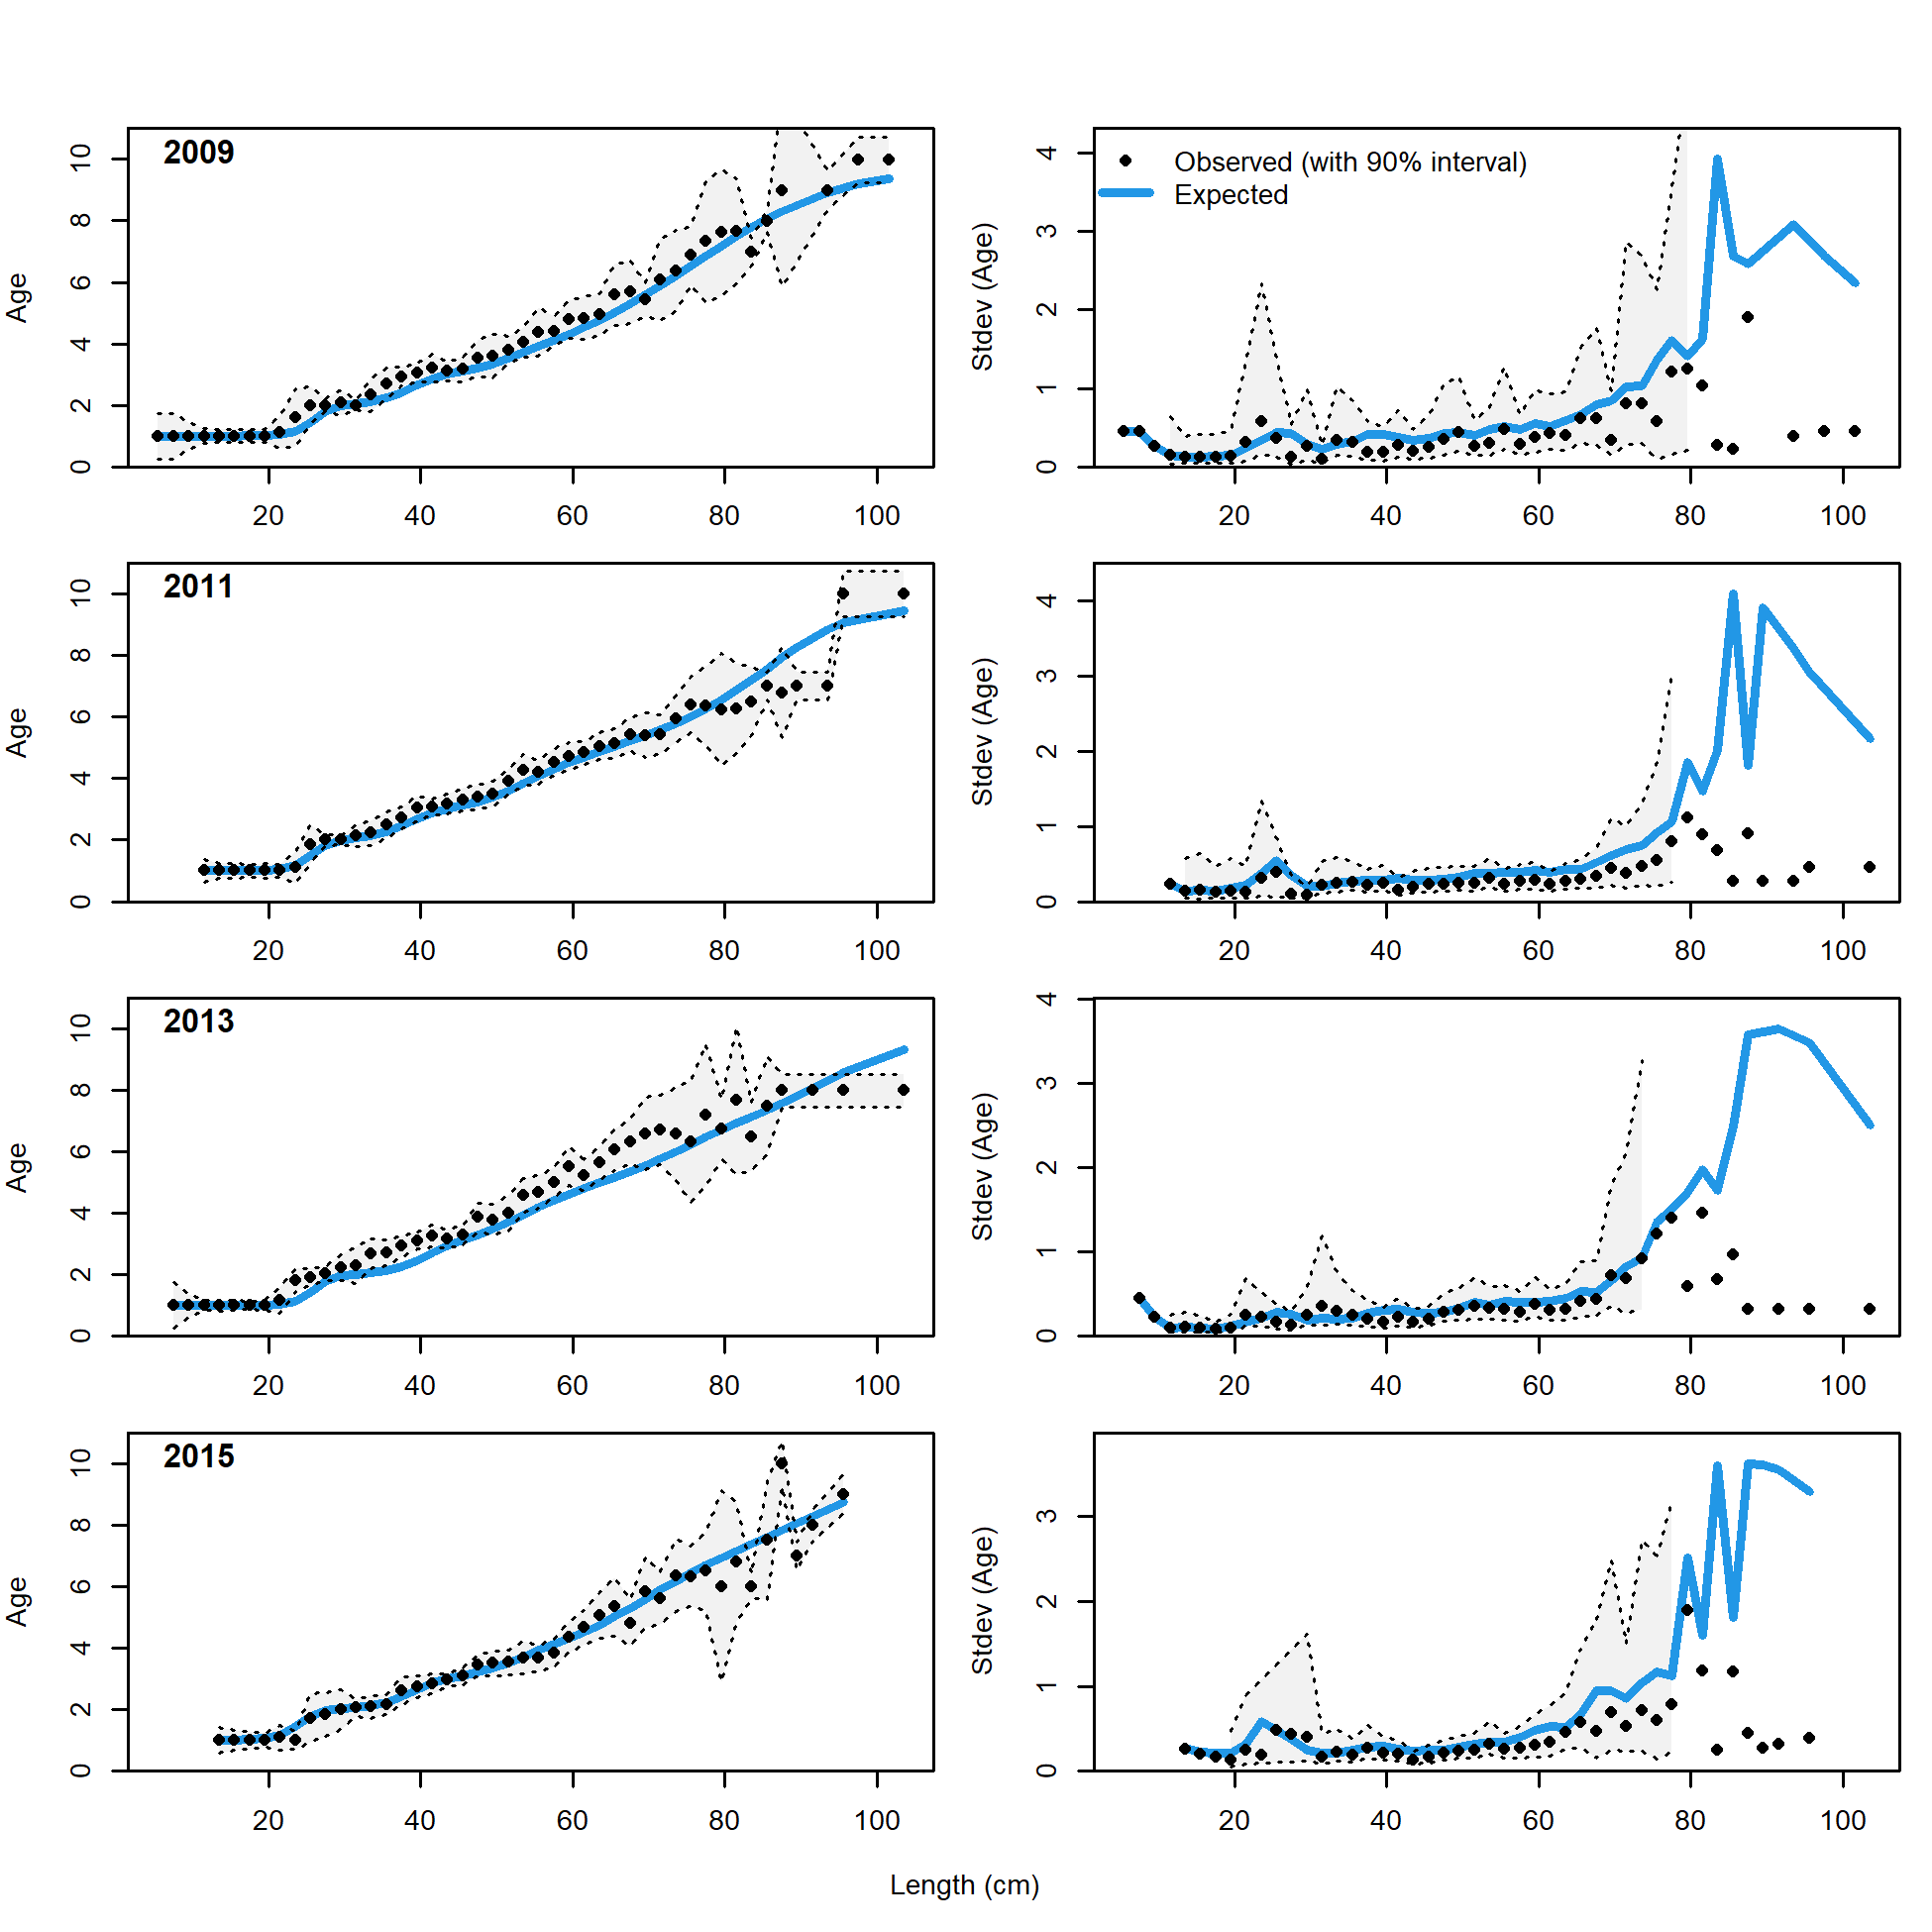 2009
Age
0 2 4 6 8 10
20 40 60 80 100
Observed (with 90% interval)
Expected
Stdev (Age)
0 1 2 3 4
20 40 60 80 100
2011
Age
0 2 4 6 8 10
20 40 60 80 100
Stdev (Age)
0 1 2 3 4
20 40 60 80 100
2013
Age
0 2 4 6 8 10
20 40 60 80 100
Stdev (Age)
0 1 2 3 4
20 40 60 80 100
2015
Age
0 2 4 6 8 10
20 40 60 80 100
Stdev (Age)
0 1 2 3
20 40 60 80 100
Length (cm)